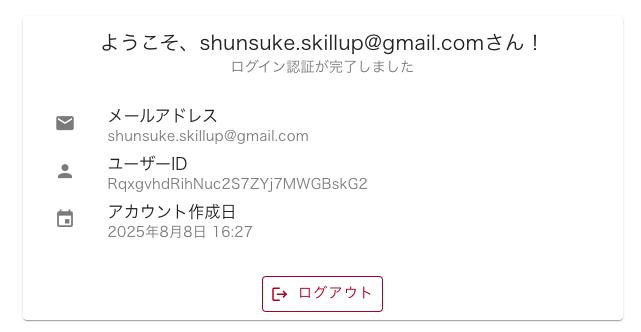 ようこそ、shunsuke.skillup@gmail.comさん！
ログイン認証が完了しました
メールアドレス
shunsuke.skillup@gmail.com
ユーザーID
RqxgvhdRihNuc2S7ZYj7MWGBskG2
アカウント作成日
2025年8月8日 16:27
ログアウト